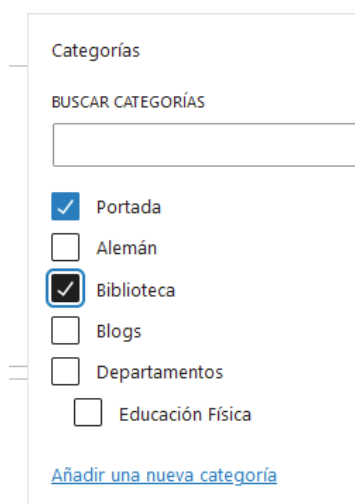 Categorías
BUSCAR CATEGORÍAS
Portada
Alemán
Biblioteca
Blogs
Departamentos
Educación Física
Añadir una nueva categoría